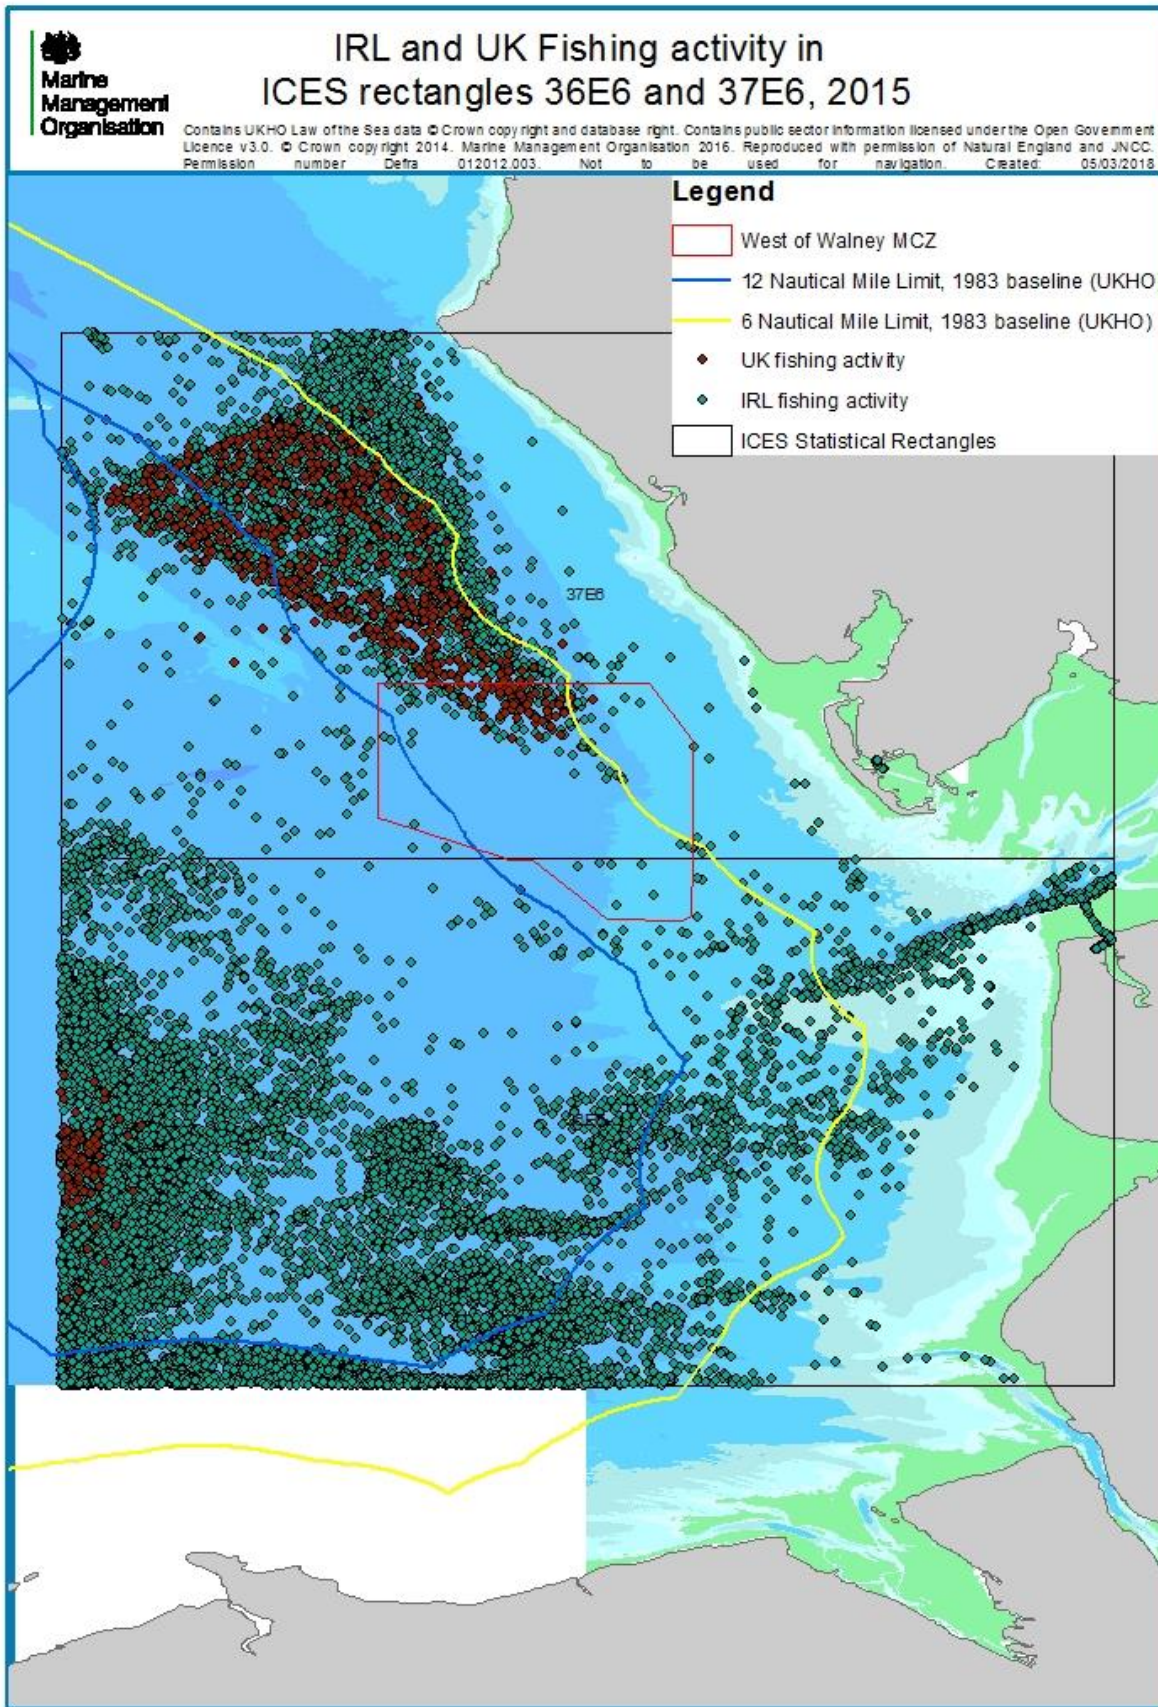 Marine
Management
Organisation
IRL and UK Fishing activity in
ICES rectangles 36E6 and 37E6, 2015
Contains UKHO Law of the Sea data © Crown copyright and database right. Contains public sector information licensed under the Open Government
Licence v3.0. © Crown copyright 2014. Marine Management Organisation 2016. Reproduced with permission of Natural England and JNCC.
Permission number Defra 012012.003. Not to be used for navigation. Created: 05/03/2018
Legend
West of Walney MCZ
12 Nautical Mile Limit, 1983 baseline (UKHO
6 Nautical Mile Limit, 1983 baseline (UKHO)
UK fishing activity
IRL fishing activity
ICES Statistical Rectangles
37E6